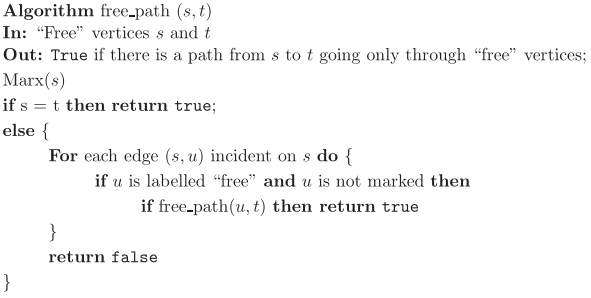 Algorithm free_path (s, t)
In: “Free” vertices s and t
Out: True if there is a path from s to t going only through “free” vertices;
Marx(s)
if s = t then return true;
else {
For each edge (s, u) incident on s do {
if u is labelled “free” and u is not marked then
if free_path(u, t) then return true
}
return false
}